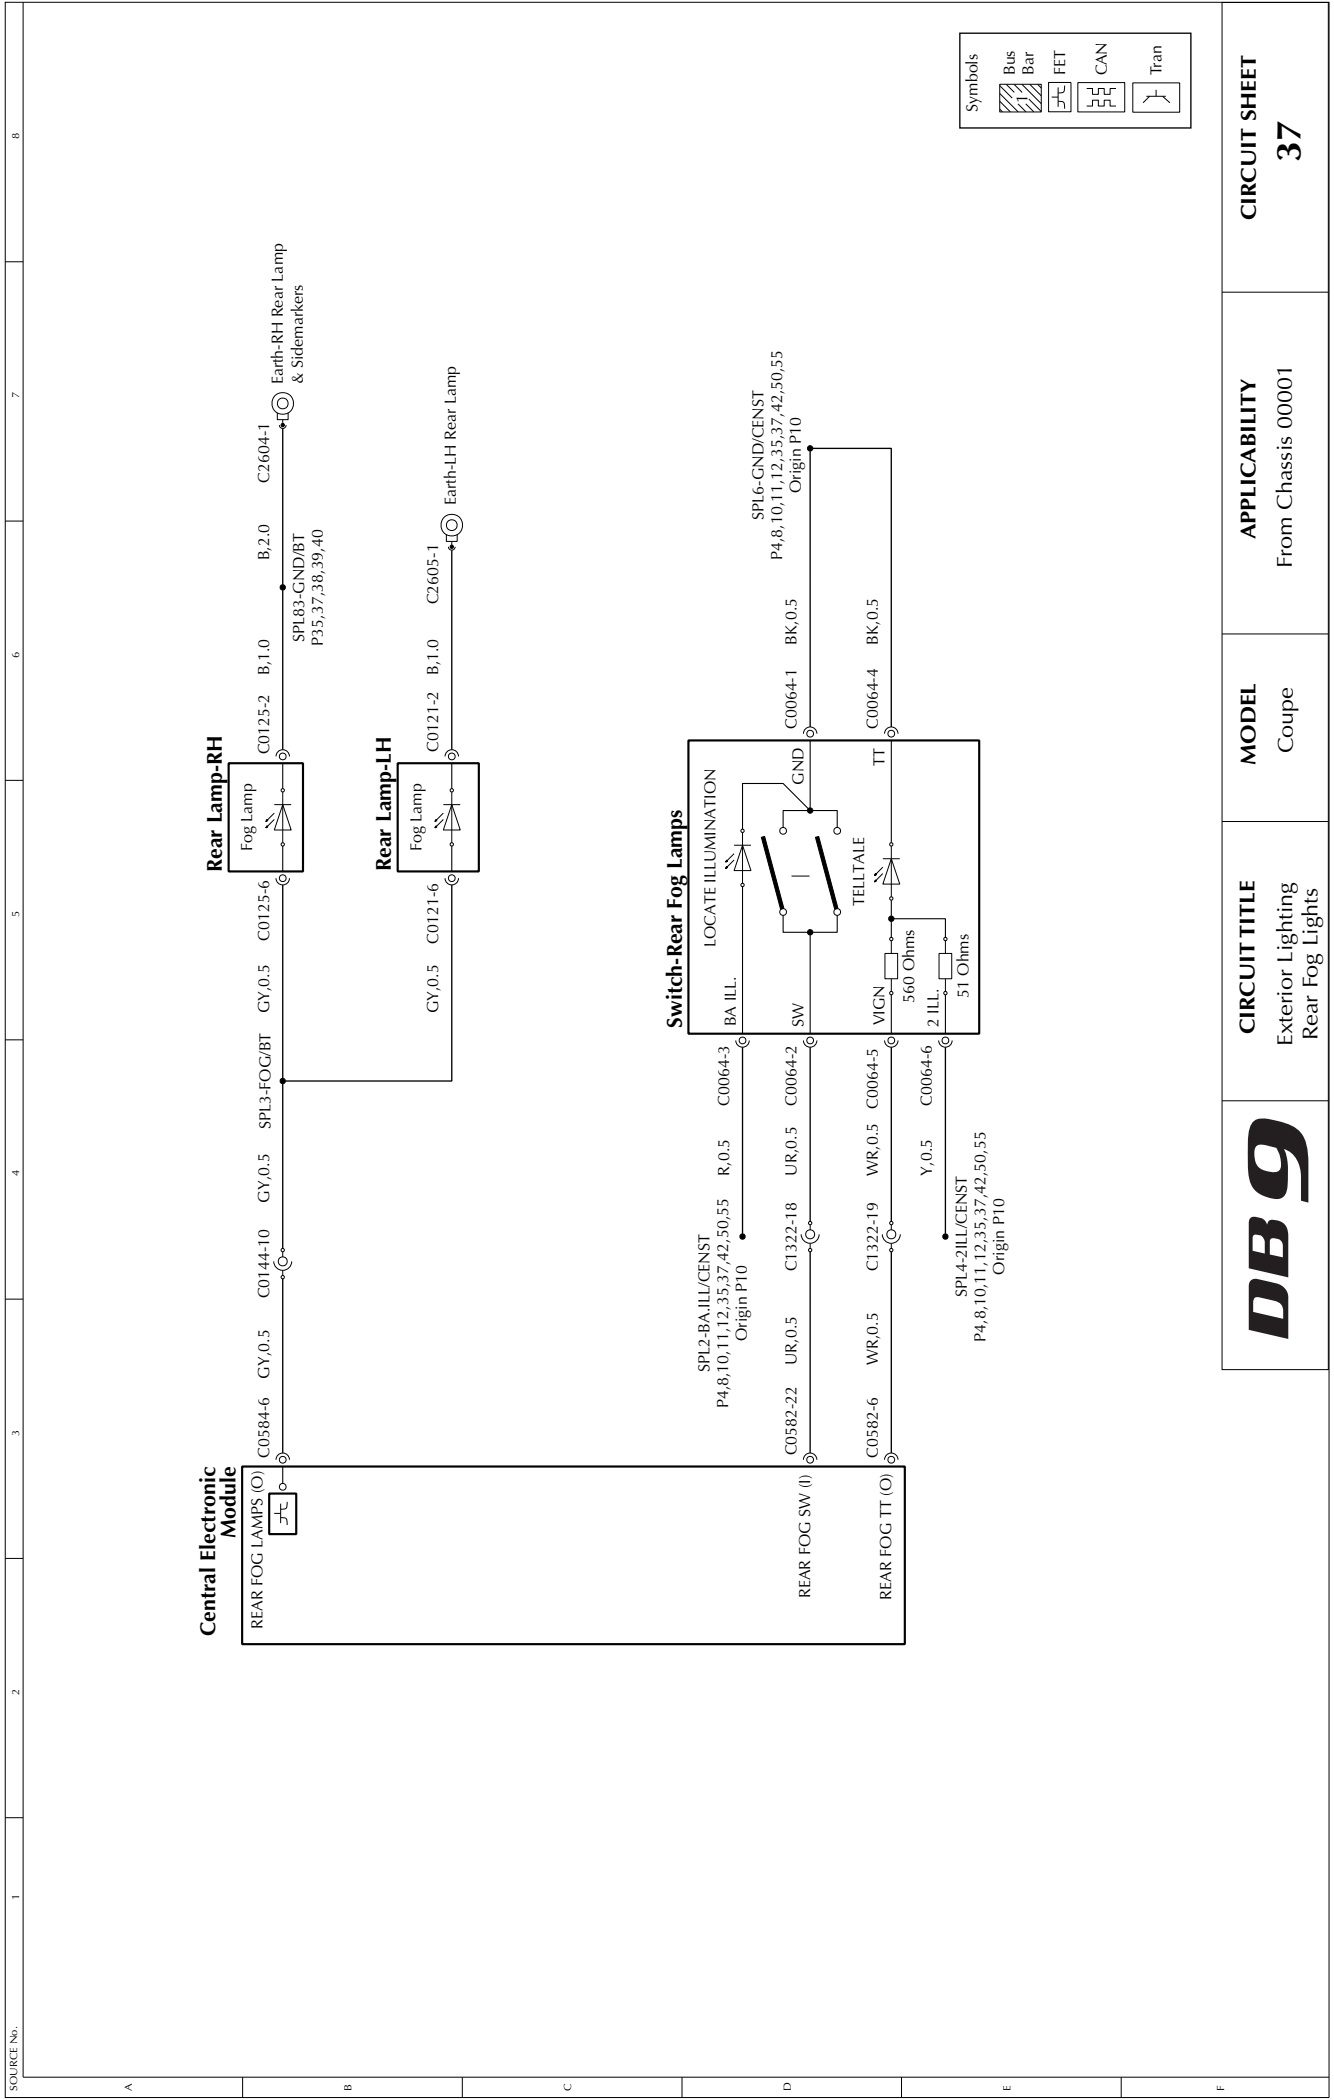 SOURCE No.
1
2
3
4
5
6
7
8
A
B
C
D
E
F
Central Electronic
Module
REAR FOG LAMPS (O)
C0584-6
GY,0.5
C0144-10
GY,0.5
SPL3-FOG/BT
GY,0.5
C0125-6
Rear Lamp-RH
Fog Lamp
C0125-2
B,1.0
SPL83-GND/BT
P35,37,38,39,40
B,2.0
C2604-1
Earth-RH Rear Lamp
& Sidemarkers
GY,0.5
C0121-6
Rear Lamp-LH
Fog Lamp
C0121-2
B,1.0
C2605-1
Earth-LH Rear Lamp
Switch-Rear Fog Lamps
SPL2-BA.ILL/CENST
P4,8,10,11,12,35,37,42,50,55
Origin P10
R,0.5
C0064-3
BA ILL.
LOCATE ILLUMINATION
REAR FOG SW (I)
C0582-22
UR,0.5
C1322-18
UR,0.5
C0064-2
SW
I
GND
C0064-1
BK,0.5
SPL6-GND/CENST
P4,8,10,11,12,35,37,42,50,55
Origin P10
REAR FOG TT (O)
C0582-6
WR,0.5
C1322-19
WR,0.5
C0064-5
VIGN
560 Ohms
TELLTALE
TT
C0064-4
BK,0.5
Y,0.5
C0064-6
2 ILL.
51 Ohms
SPL4-2ILL/CENST
P4,8,10,11,12,35,37,42,50,55
Origin P10
Symbols
1
Bus
Bar
FET
CAN
Tran
DB9
CIRCUIT TITLE
Exterior Lighting
Rear Fog Lights
MODEL
Coupe
APPLICABILITY
From Chassis 00001
CIRCUIT SHEET
37